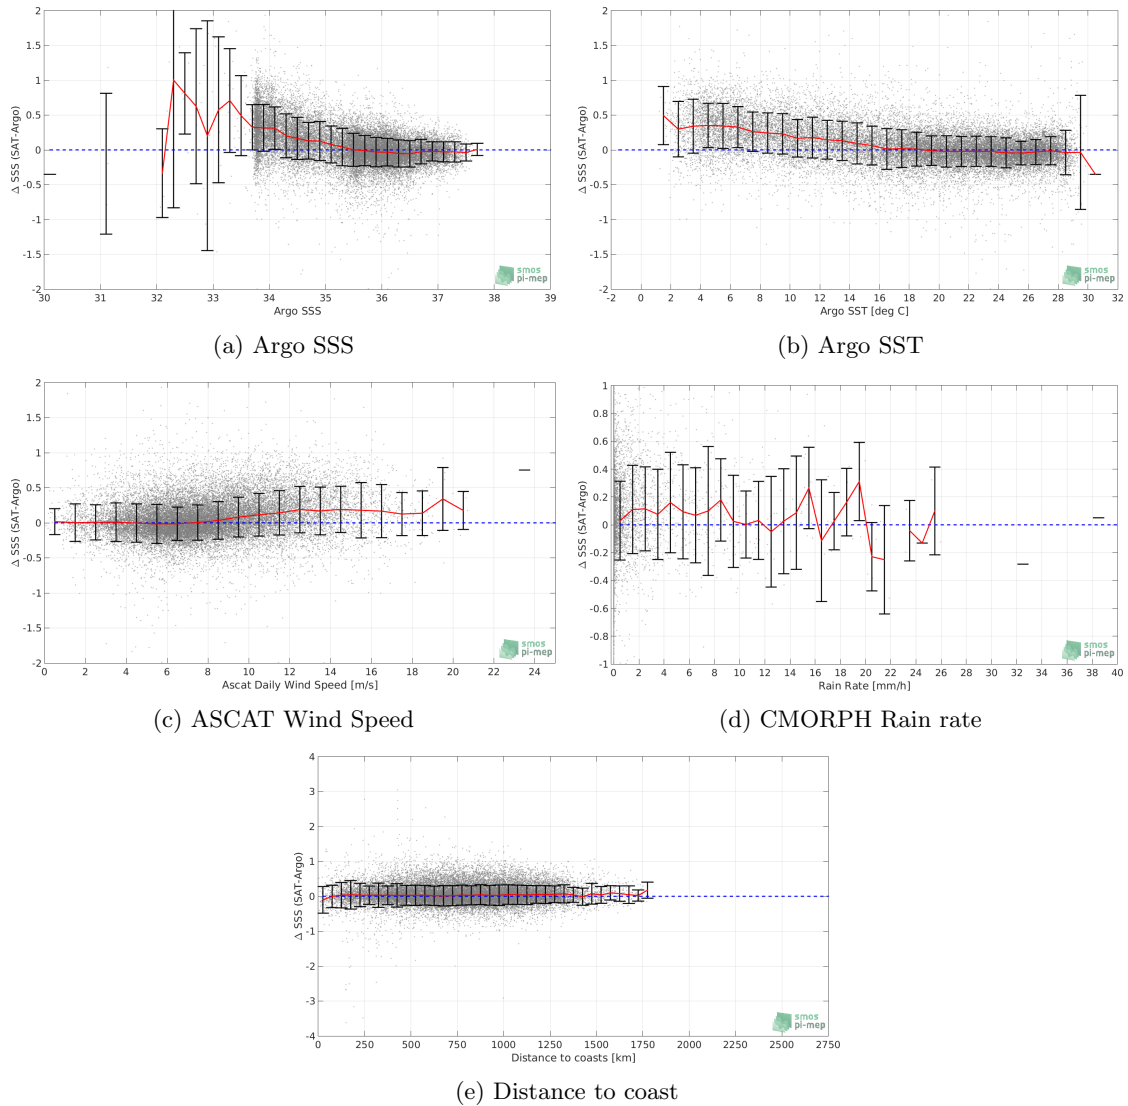 2
1.5
1
0.5
0
-0.5
-1
-1.5
-2
Δ SSS (SAT-Argo)
30 31 32 33 34 35 36 37 38 39
Argo SSS
smos
pi-mep
(a) Argo SSS
2
1.5
1
0.5
0
-0.5
-1
-1.5
-2
Δ SSS (SAT-Argo)
-2 0 2 4 6 8 10 12 14 16 18 20 22 24 26 28 30 32
Argo SST [deg C]
smos
pi-mep
(b) Argo SST
2
1.5
1
0.5
0
-0.5
-1
-1.5
-2
Δ SSS (SAT-Argo)
0 2 4 6 8 10 12 14 16 18 20 22 24
Ascat Daily Wind Speed [m/s]
smos
pi-mep
(c) ASCAT Wind Speed
1
0.8
0.6
0.4
0.2
0
-0.2
-0.4
-0.6
-0.8
-1
Δ SSS (SAT-Argo)
0 2 4 6 8 10 12 14 16 18 20 22 24 26 28 30 32 34 36 38 40
Rain Rate [mm/h]
smos
pi-mep
(d) CMORPH Rain rate
4
3
2
1
0
-1
-2
-3
-4
Δ SSS (SAT-Argo)
0 250 500 750 1000 1250 1500 1750 2000 2250 2500 2750
Distance to coasts [km]
smos
pi-mep
(e) Distance to coast